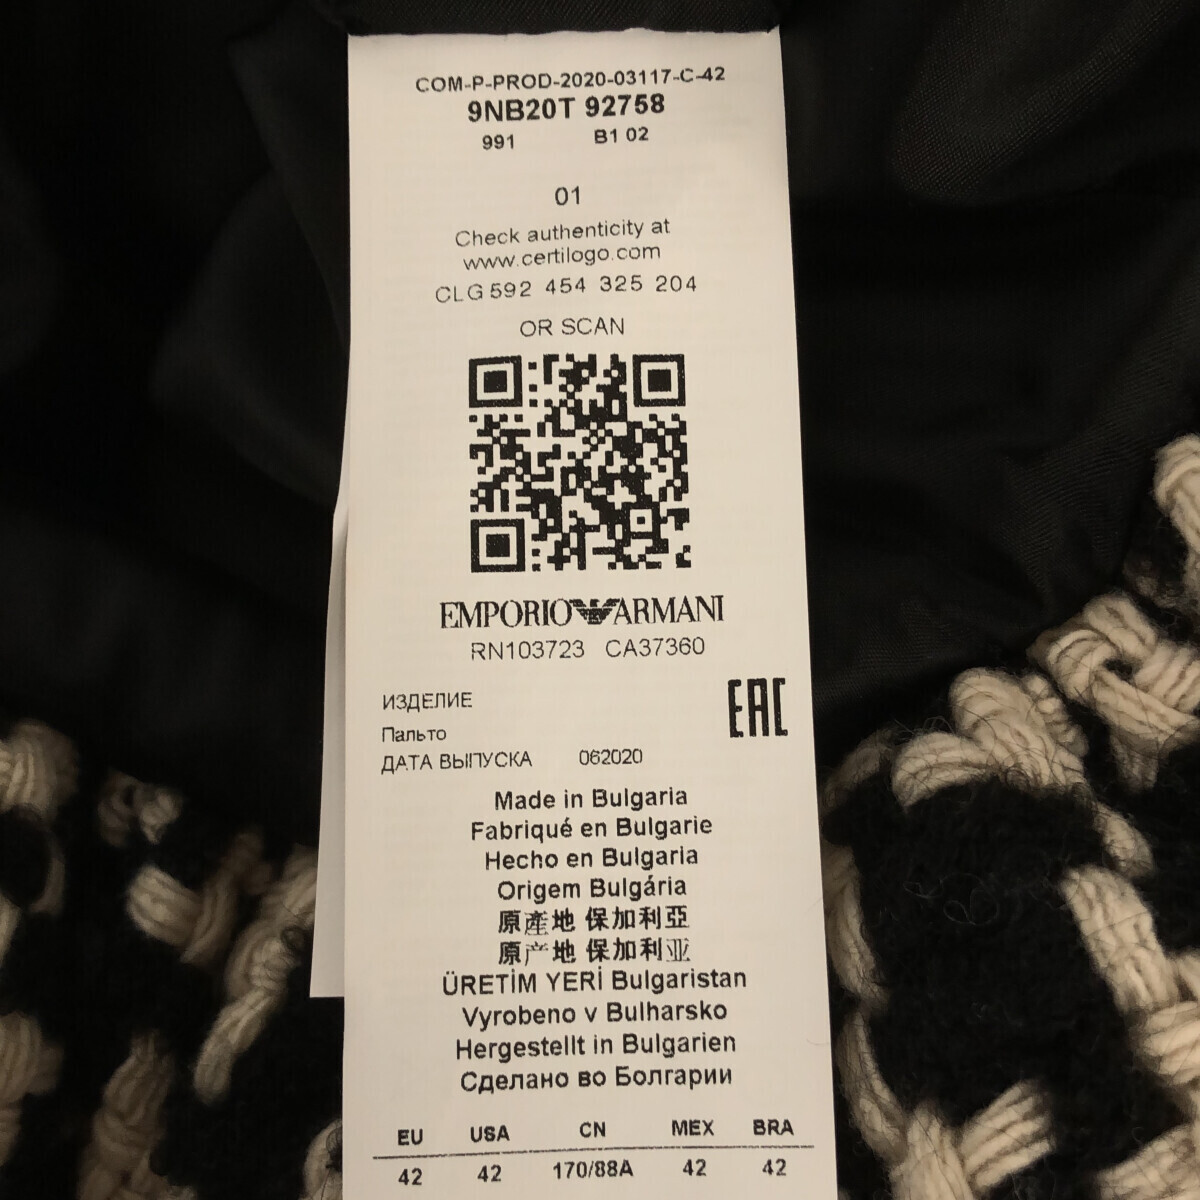 COM-P-PROD-2020-03117-C-42
9NB20T 92758
991 B1 02
01
Check authenticity at
www.certilogo.com
CLG 592 454 325 204
OR SCAN
EMPORIO ARMANI
RN103723 CA37360
ИЗДЕЛИЕ
EAC
Пальто
ДАТА ВЫПУСКА 062020
Made in Bulgaria
Fabriqué en Bulgarie
Hecho en Bulgaria
Origem Bulgária
原產地 保加利亞
原产地 保加利亚
ÜRETİM YERİ Bulgaristan
Vyrobeno v Bulharsko
Hergestellt in Bulgarien
Сделано во Болгарии
EU USA CN MEX BRA
42 42 170/88A 42 42